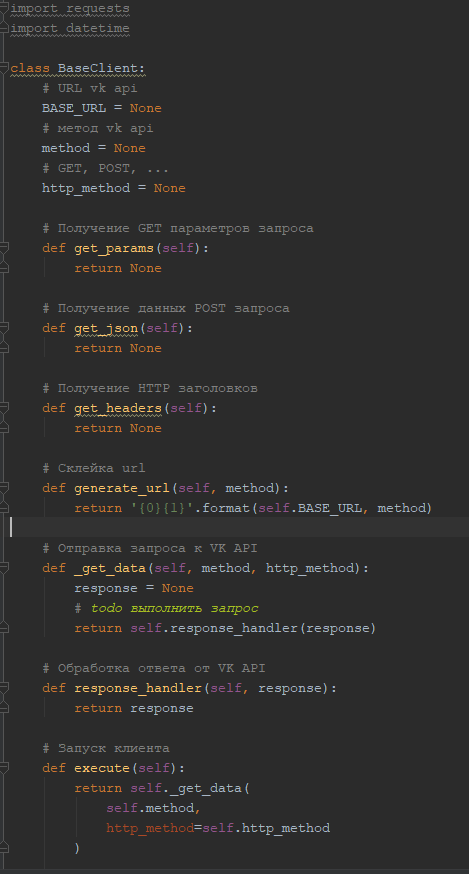 import requests
import datetime
class BaseClient:
# URL vk api
BASE_URL = None
# метод vk api
method = None
# GET, POST, ...
http_method = None
# Получение GET параметров запроса
def get_params(self):
return None
# Получение данных POST запроса
def get_json(self):
return None
# Получение HTTP заголовков
def get_headers(self):
return None
# Склейка url
def generate_url(self, method):
return '{0}{1}'.format(self.BASE_URL, method)
# Отправка запроса к VK API
def _get_data(self, method, http_method):
response = None
# todo выполнить запрос
return self.response_handler(response)
# Обработка ответа от VK API
def response_handler(self, response):
return response
# Запуск клиента
def execute(self):
return self._get_data(
self.method,
http_method=self.http_method
)